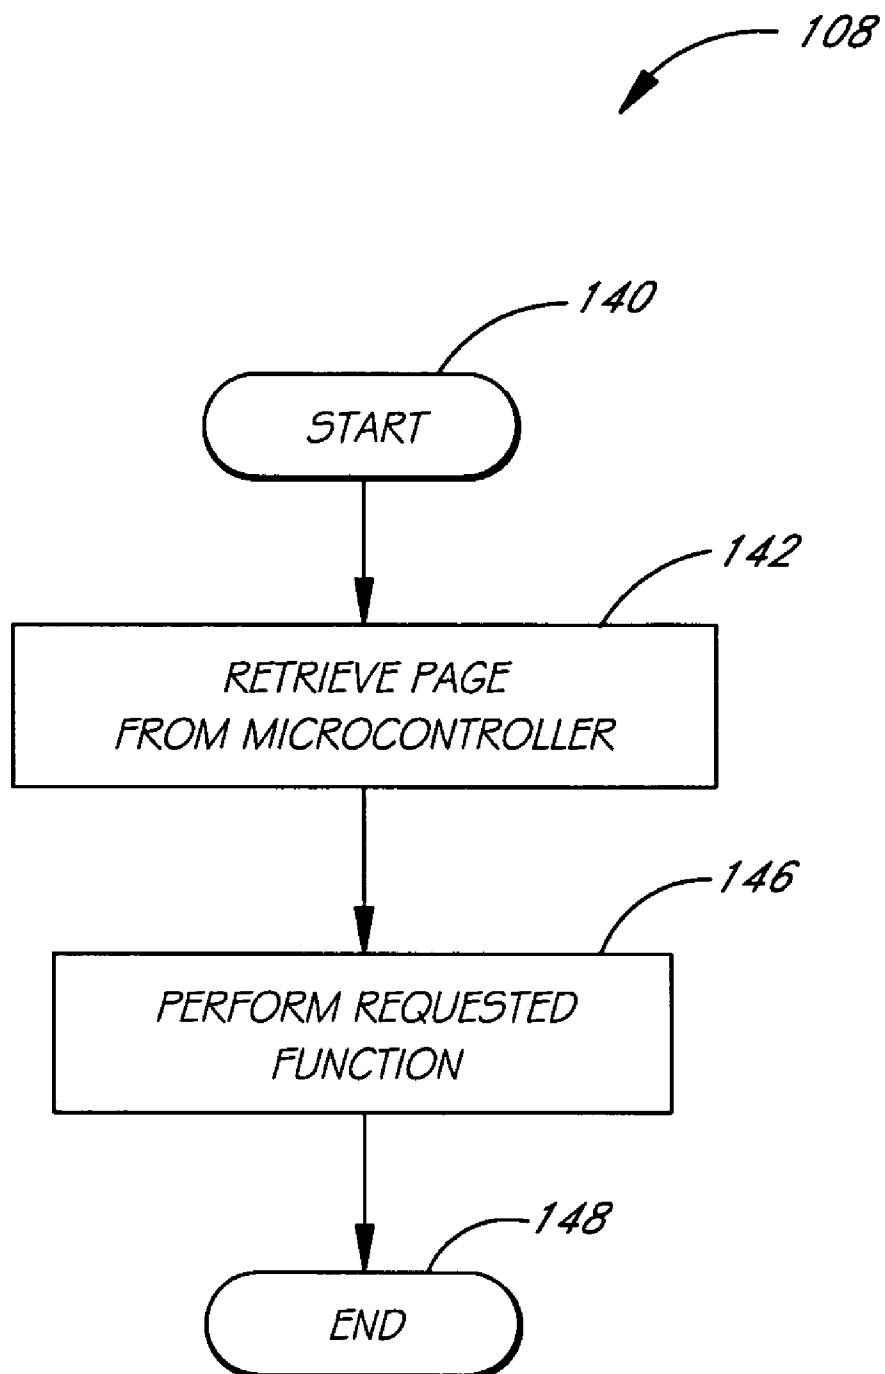 108
140
START
142
RETRIEVE PAGE
FROM MICROCONTROLLER
146
PERFORM REQUESTED
FUNCTION
148
END